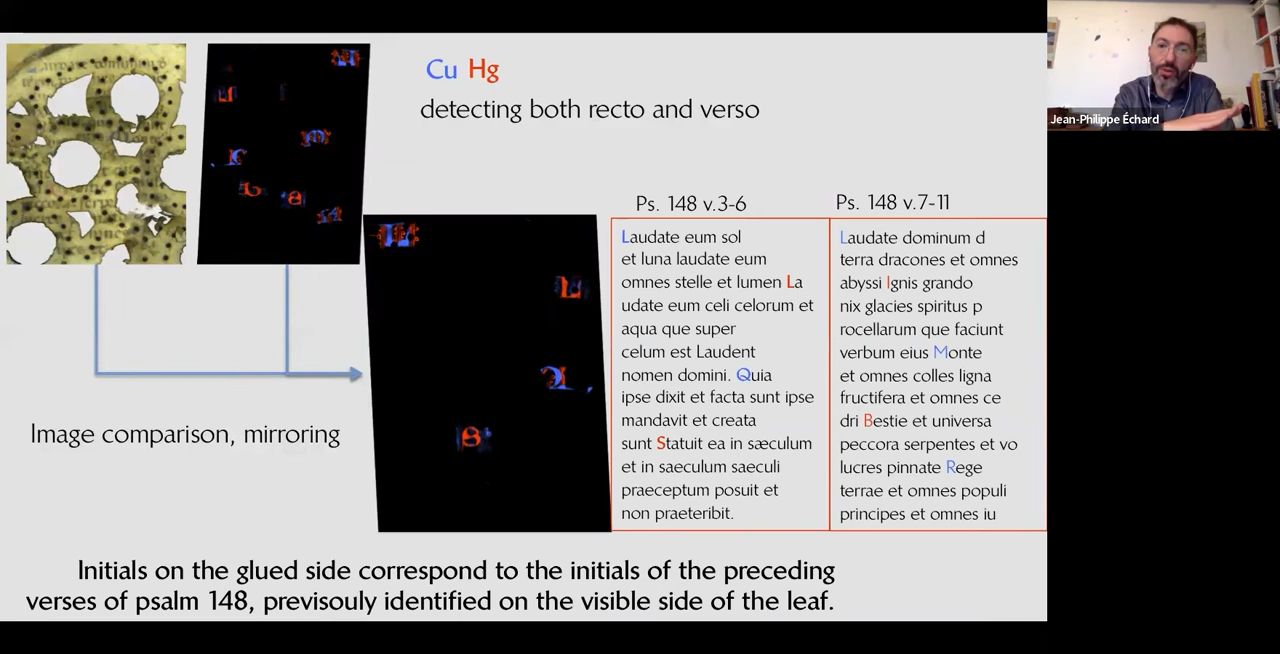 Cu Hg
detecting both recto and verso
Jean-Philippe Échard
Image comparison, mirroring
Ps. 148 v.3-6
Laudate eum sol
et luna laudate eum
omnes stelle et lumen La
udate eum celi celorum et
aqua que super
celum est Laudent
nomen domini. Quia
ipse dixit et facta sunt ipse
mandavit et creata
sunt Statuit ea in sæculum
et in saeculum saeculi
praeceptum posuit et
non praeteribit.
Ps. 148 v.7-11
Laudate dominum d
terra dracones et omnes
abyssi Ignis grando
nix glacies spiritus p
rocellarum que faciunt
verbum eius Monte
et omnes colles ligna
fructifera et omnes ce
dri Bestie et universa
peccora serpentes et vo
lucres pinnate Rege
terrae et omnes populi
principes et omnes iu
Initials on the glued side correspond to the initials of the preceding
verses of psalm 148, previsouly identified on the visible side of the leaf.